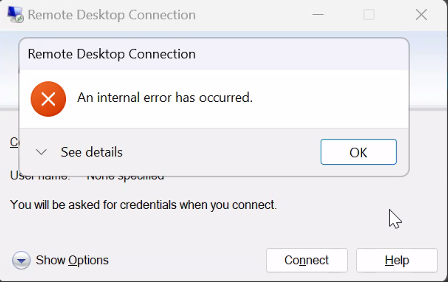 Remote Desktop Connection
Remote Desktop Connection
An internal error has occurred.
See details
OK
User name: None specified
You will be asked for credentials when you connect.
Show Options
Connect
Help